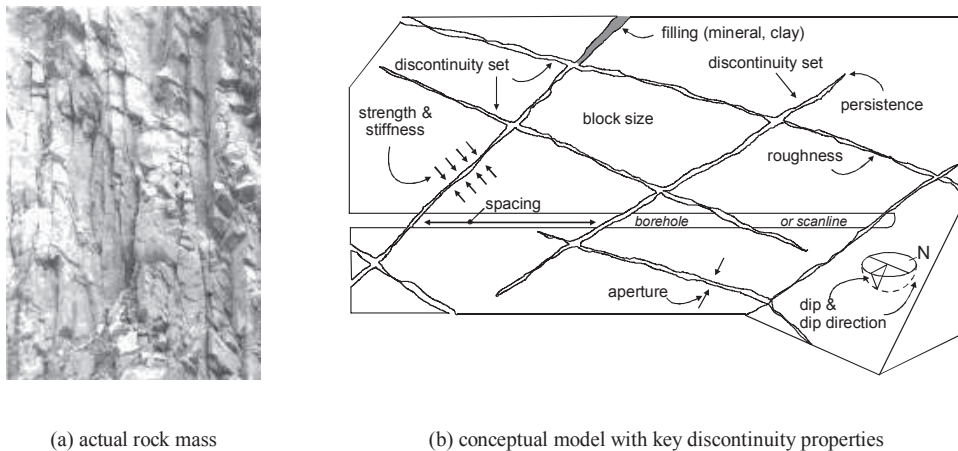 filling (mineral, clay)
discontinuity set
discontinuity set
strength &
stiffness
persistence
block size
roughness
spacing
borehole
or scanline
N
aperture
dip &
dip direction
(a) actual rock mass
(b) conceptual model with key discontinuity properties